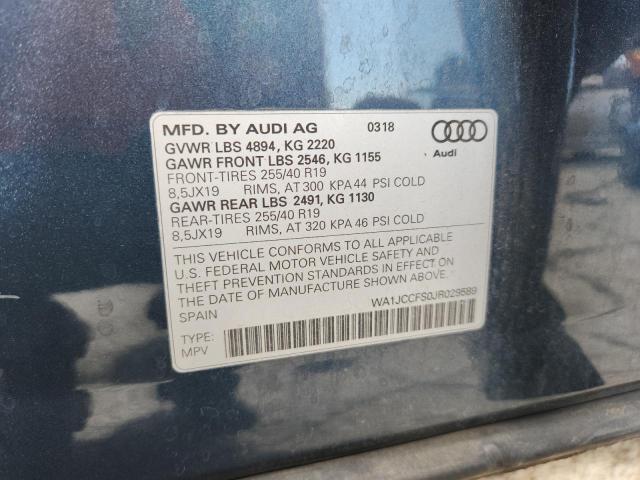 MFD. BY AUDI AG 0318
GVWR LBS 4894, KG 2220
GAWR FRONT LBS 2546, KG 1155
FRONT-TIRES 255/40 R19
8,5JX19 RIMS, AT 300 KPA 44 PSI COLD
GAWR REAR LBS 2491, KG 1130
REAR-TIRES 255/40 R19
8,5JX19 RIMS, AT 320 KPA 46 PSI COLD
Audi
THIS VEHICLE CONFORMS TO ALL APPLICABLE
U.S. FEDERAL MOTOR VEHICLE SAFETY AND
THEFT PREVENTION STANDARDS IN EFFECT ON
THE DATE OF MANUFACTURE SHOWN ABOVE.
SPAIN WA1JCCFS0JR029589
TYPE:
MPV